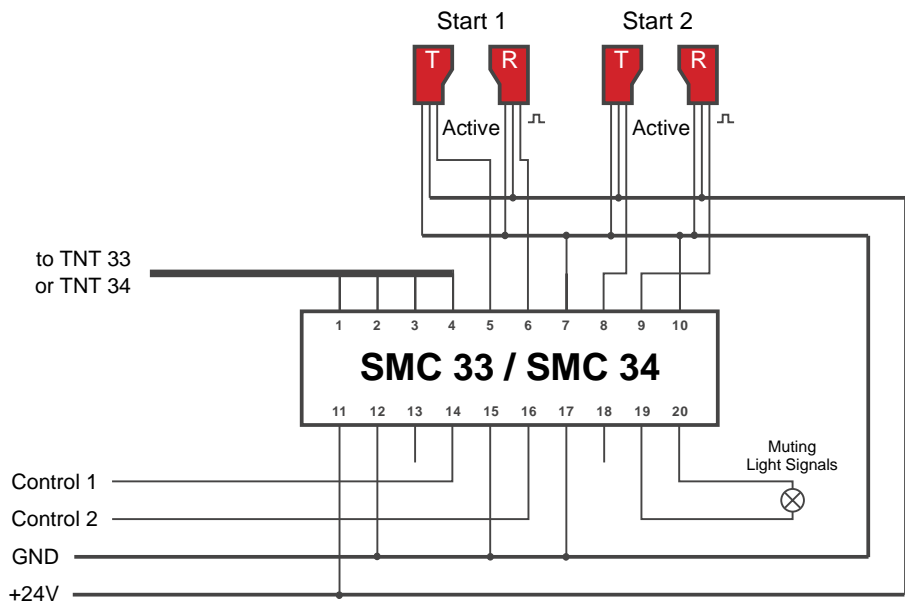 Start 1 Start 2
T R T R
Active Active
to TNT 33
or TNT 34
1 2 3 4 5 6 7 8 9 10
SMC 33 / SMC 34
11 12 13 14 15 16 17 18 19 20
Muting
Light Signals
Control 1
Control 2
GND
+24V